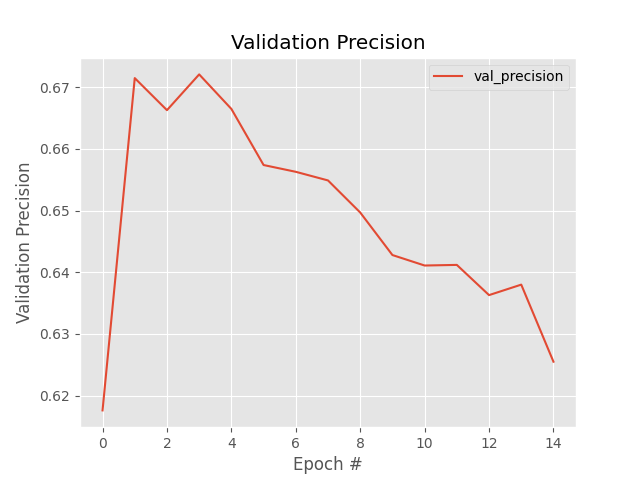 Validation Precision
val_precision
0.67
0.66
0.65
0.64
0.63
0.62
Validation Precision
0 2 4 6 8 10 12 14
Epoch #